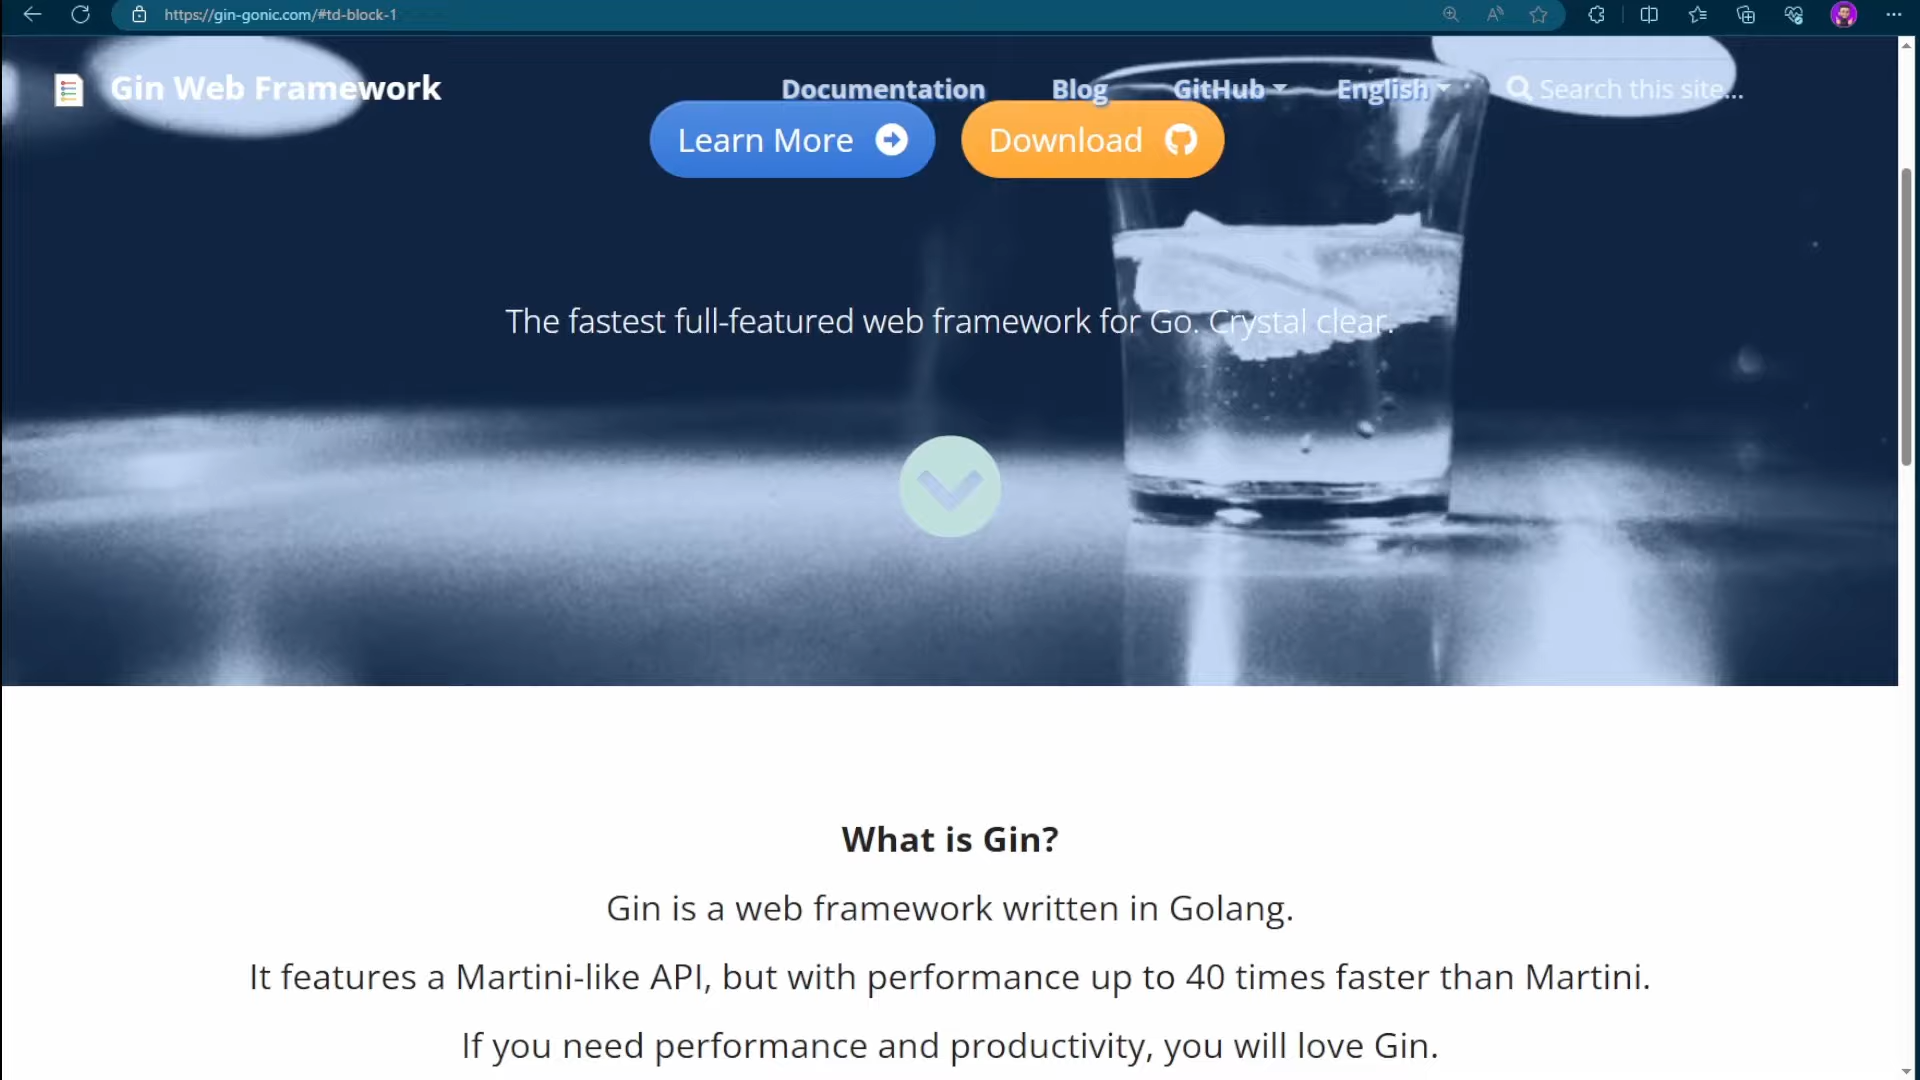 https://gin-gonic.com/#td-block-1
Gin Web Framework
Documentation
Blog
GitHub
English
Search this site...
Learn More
Download
The fastest full-featured web framework for Go. Crystal clear.
What is Gin?
Gin is a web framework written in Golang.
It features a Martini-like API, but with performance up to 40 times faster than Martini.
If you need performance and productivity, you will love Gin.